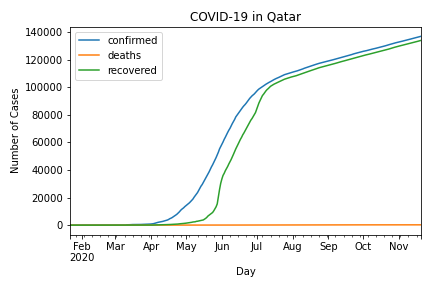 COVID-19 in Qatar
confirmed
deaths
recovered
Number of Cases
140000
120000
100000
80000
60000
40000
20000
0
Feb Mar Apr May Jun Jul Aug Sep Oct Nov
2020
Day